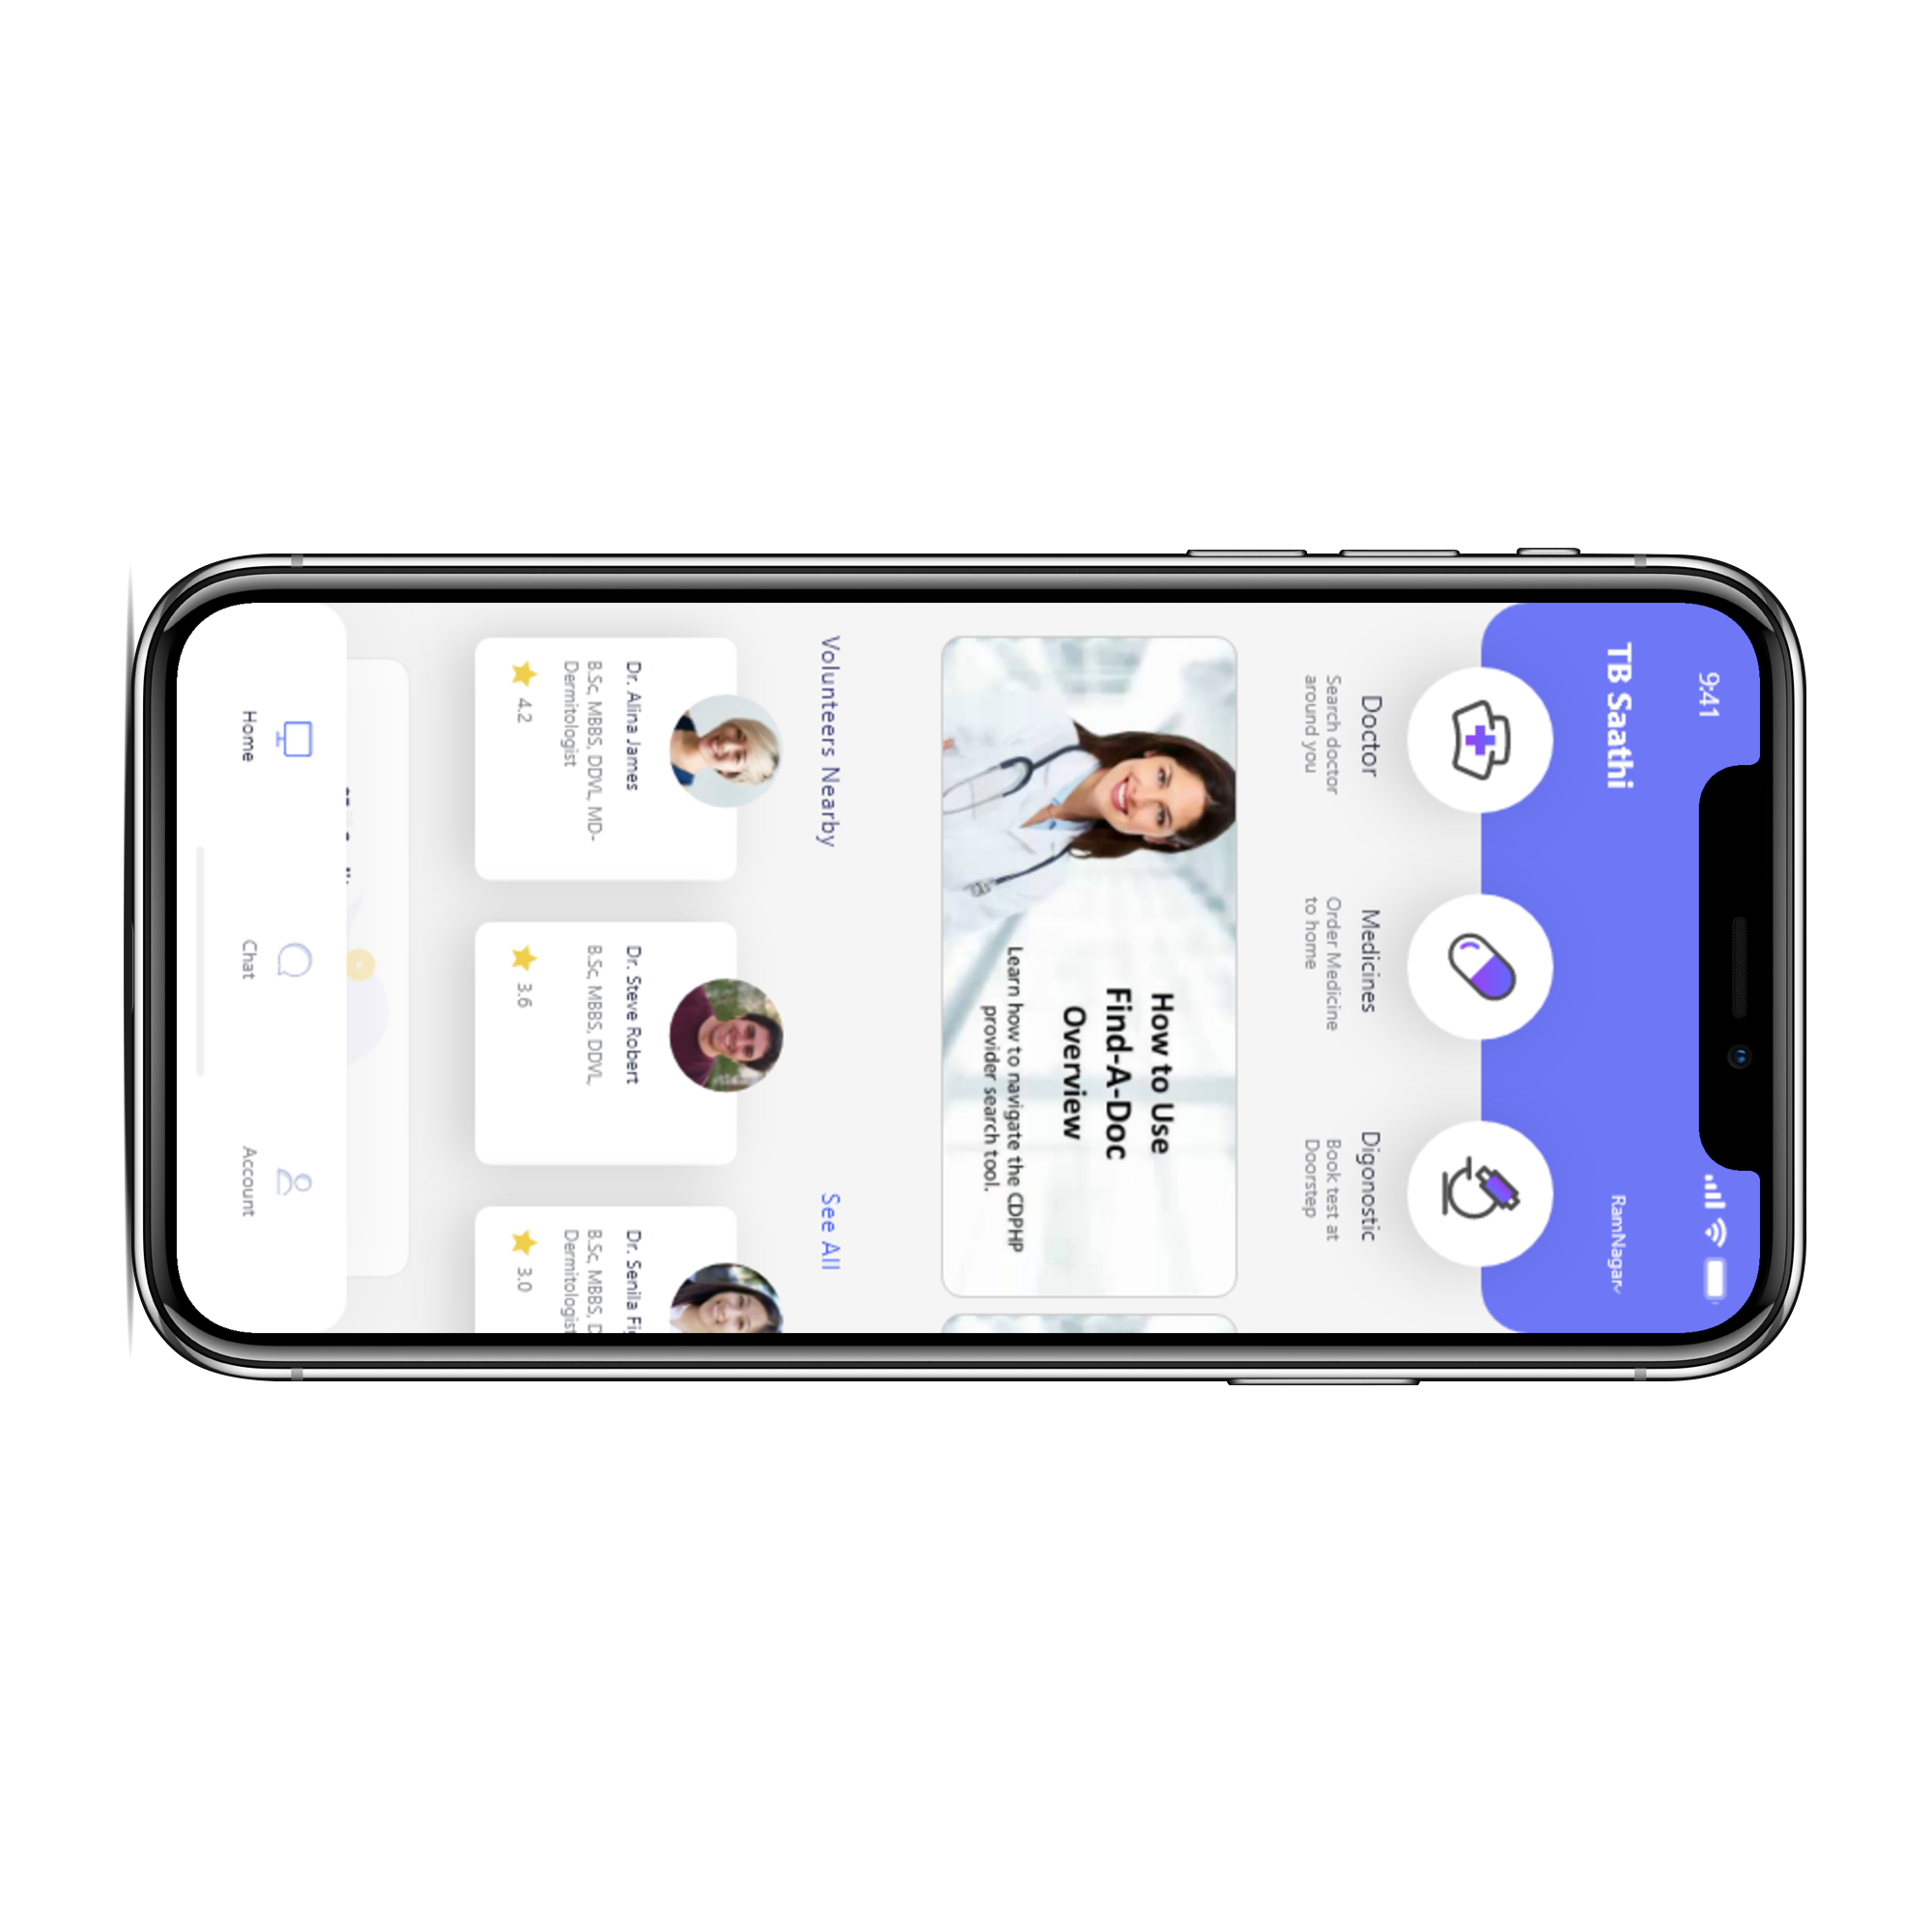 9:41
TB Saathi
RamNagar
Doctor
Search doctor
around you
Medicines
Order Medicine
to home
Digonostic
Book test at
Doorstep
How to Use
Find-A-Doc
Overview
Learn how to navigate the CDPHP
provider search tool.
Volunteers Nearby
See All
Dr. Alina James
B.Sc, MBBS, DDVL, MD-
Dermitologist
4.2
Dr. Steve Robert
B.Sc, MBBS, DDVL,
3.6
Dr. Senila Fi
B.Sc, MBBS, D
Dermitologist
3.0
Home
Chat
Account